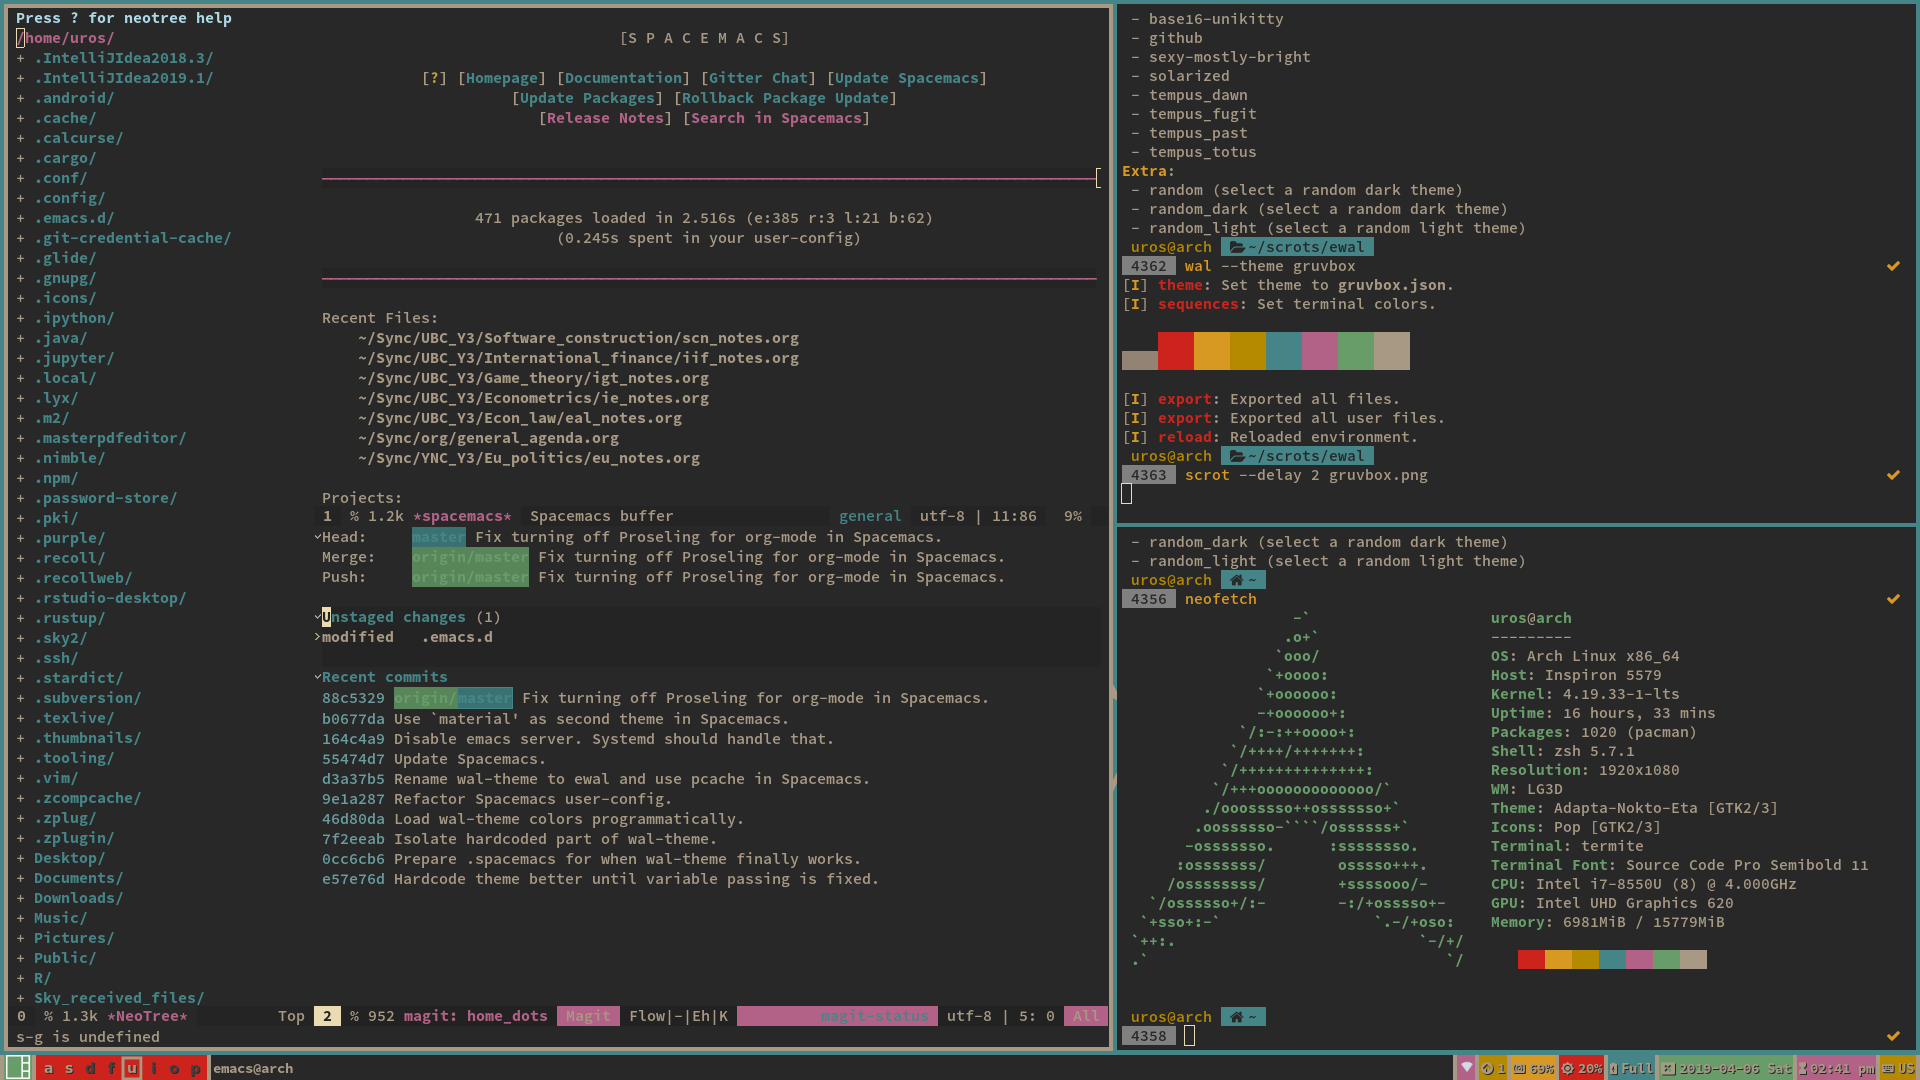 Press ? for neotree help
/home/uros/
+ .IntelliJIdea2018.3/
+ .IntelliJIdea2019.1/
+ .android/
+ .cache/
+ .calcurse/
+ .cargo/
+ .conf/
+ .config/
+ .emacs.d/
+ .git-credential-cache/
+ .glide/
+ .gnupg/
+ .icons/
+ .ipython/
+ .java/
+ .jupyter/
+ .local/
+ .lyx/
+ .m2/
+ .masterpdfeditor/
+ .nimble/
+ .npm/
+ .password-store/
+ .pki/
+ .purple/
+ .recoll/
+ .recollweb/
+ .rstudio-desktop/
+ .rustup/
+ .sky2/
+ .ssh/
+ .stardict/
+ .subversion/
+ .texlive/
+ .thumbnails/
+ .tooling/
+ .vim/
+ .zcompcache/
+ .zplug/
+ .zplugin/
+ Desktop/
+ Documents/
+ Downloads/
+ Music/
+ Pictures/
+ Public/
+ R/
+ Sky_received_files/
0 % 1.3k *NeoTree* Top
s-g is undefined
[S P A C E M A C S]
[?] [Homepage] [Documentation] [Gitter Chat] [Update Spacemacs]
[Update Packages] [Rollback Package Update]
[Release Notes] [Search in Spacemacs]
471 packages loaded in 2.516s (e:385 r:3 l:21 b:62)
(0.245s spent in your user-config)
Recent Files:
~/Sync/UBC_Y3/Software_construction/scn_notes.org
~/Sync/UBC_Y3/International_finance/iif_notes.org
~/Sync/UBC_Y3/Game_theory/igt_notes.org
~/Sync/UBC_Y3/Econometrics/ie_notes.org
~/Sync/UBC_Y3/Econ_law/eal_notes.org
~/Sync/org/general_agenda.org
~/Sync/YNC_Y3/Eu_politics/eu_notes.org
Projects:
1 % 1.2k *spacemacs* Spacemacs buffer general utf-8 | 11:86 9%
Head: master Fix turning off Proseling for org-mode in Spacemacs.
Merge: origin/master Fix turning off Proseling for org-mode in Spacemacs.
Push: origin/master Fix turning off Proseling for org-mode in Spacemacs.
Unstaged changes (1)
>modified .emacs.d
Recent commits
88c5329 origin/master Fix turning off Proseling for org-mode in Spacemacs.
b0677da Use `material' as second theme in Spacemacs.
164c4a9 Disable emacs server. Systemd should handle that.
55474d7 Update Spacemacs.
d3a37b5 Rename wal-theme to ewal and use pcache in Spacemacs.
9e1a287 Refactor Spacemacs user-config.
46d80da Load wal-theme colors programmatically.
7f2eeab Isolate hardcoded part of wal-theme.
0cc6cb6 Prepare .spacemacs for when wal-theme finally works.
e57e76d Hardcode theme better until variable passing is fixed.
2 % 952 magit: home_dots Magit Flow|-|Eh|K magit-status utf-8 | 5: 0 All
- base16-unikitty
- github
- sexy-mostly-bright
- solarized
- tempus_dawn
- tempus_fugit
- tempus_past
- tempus_totus
Extra:
- random (select a random dark theme)
- random_dark (select a random dark theme)
- random_light (select a random light theme)
uros@arch ~/scrots/ewal
4362 wal --theme gruvbox
[I] theme: Set theme to gruvbox.json.
[I] sequences: Set terminal colors.
[I] export: Exported all files.
[I] export: Exported all user files.
[I] reload: Reloaded environment.
uros@arch ~/scrots/ewal
4363 scrot --delay 2 gruvbox.png
- random_dark (select a random dark theme)
- random_light (select a random light theme)
uros@arch ~
4356 neofetch
-`
.o+`
`ooo/
`+oooo:
`+oooooo:
-+oooooo+:
`/:-:++oooo+:
`/++++/+++++++:
`/++++++++++++++:
`/+++ooooooooooooo/`
./ooosssso++osssssso+`
.oossssso-````/ossssss+`
-osssssso. :ssssssso.
:osssssss/ osssso+++.
/ossssssss/ +ssssooo/-
`/ossssso+/:- -:/+osssso+-
`+sso+:-` `.-/+oso:
`++:. `-/+/
.` `/
uros@arch
---------
OS: Arch Linux x86_64
Host: Inspiron 5579
Kernel: 4.19.33-1-lts
Uptime: 16 hours, 33 mins
Packages: 1020 (pacman)
Shell: zsh 5.7.1
Resolution: 1920x1080
WM: LG3D
Theme: Adapta-Nokto-Eta [GTK2/3]
Icons: Pop [GTK2/3]
Terminal: termite
Terminal Font: Source Code Pro Semibold 11
CPU: Intel i7-8550U (8) @ 4.000GHz
GPU: Intel UHD Graphics 620
Memory: 6981MiB / 15779MiB
uros@arch ~
4358
a s d f u i o p emacs@arch 1 69% 20% Full 2019-04-06 Sat 02:41 pm US